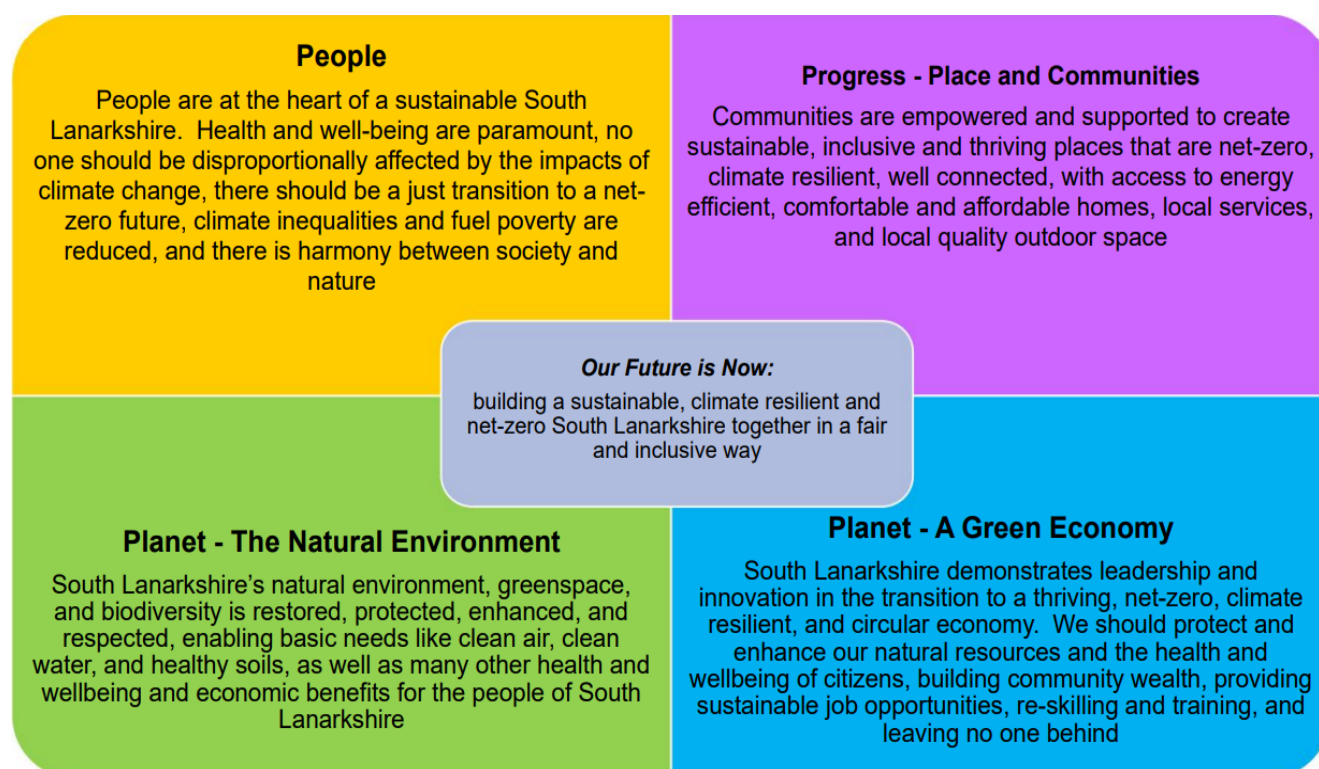 People
People are at the heart of a sustainable South
Lanarkshire.  Health and well-being are paramount, no
one should be disproportionally affected by the impacts of
climate change, there should be a just transition to a net-
zero future, climate inequalities and fuel poverty are
reduced, and there is harmony between society and
nature
Progress - Place and Communities
Communities are empowered and supported to create
sustainable, inclusive and thriving places that are net-zero,
climate resilient, well connected, with access to energy
efficient, comfortable and affordable homes, local services,
and local quality outdoor space
Our Future is Now:
building a sustainable, climate resilient and
net-zero South Lanarkshire together in a fair
and inclusive way
Planet - The Natural Environment
South Lanarkshire’s natural environment, greenspace,
and biodiversity is restored, protected, enhanced, and
respected, enabling basic needs like clean air, clean
water, and healthy soils, as well as many other health and
wellbeing and economic benefits for the people of South
Lanarkshire
Planet - A Green Economy
South Lanarkshire demonstrates leadership and
innovation in the transition to a thriving, net-zero, climate
resilient, and circular economy.  We should protect and
enhance our natural resources and the health and
wellbeing of citizens, building community wealth, providing
sustainable job opportunities, re-skilling and training, and
leaving no one behind